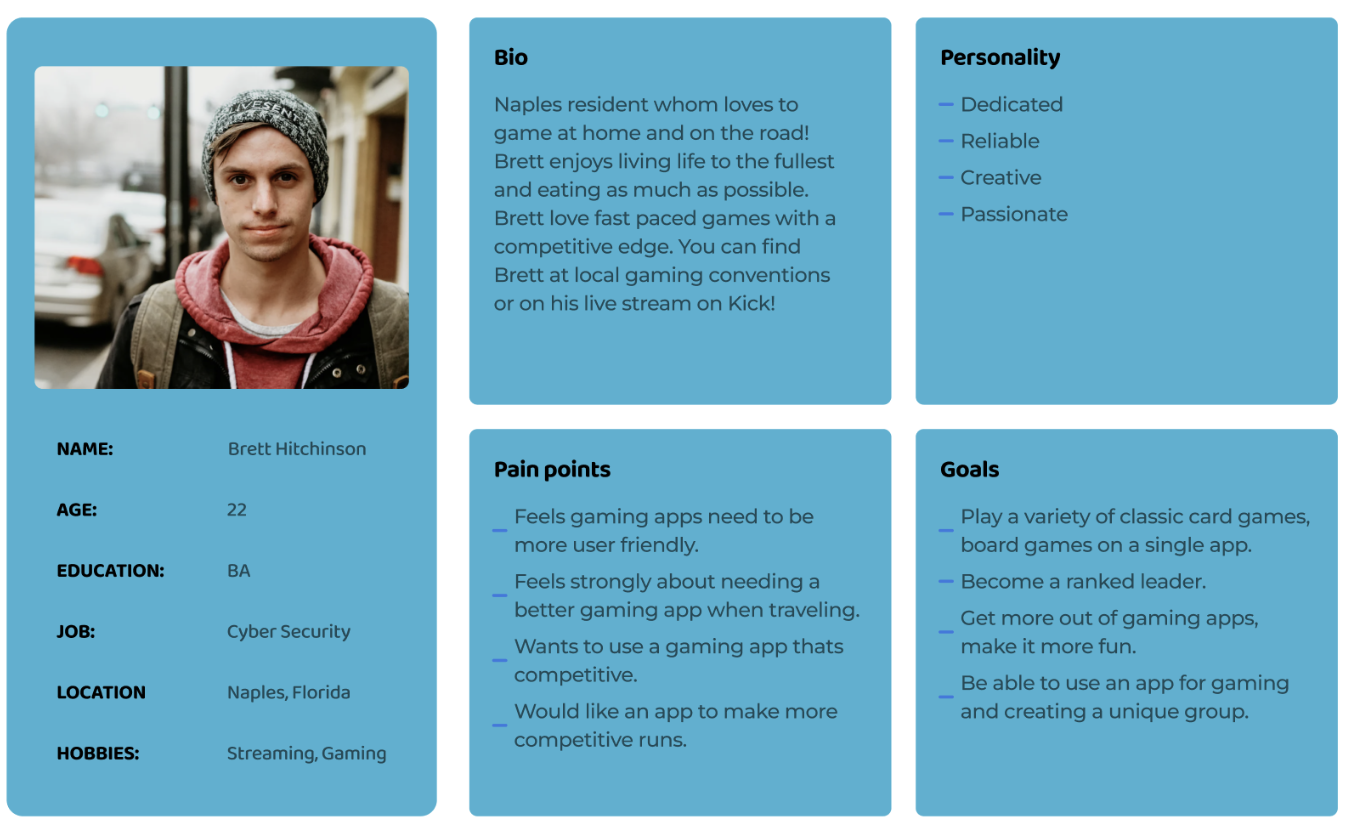 LIVESENT
NAME: Brett Hitchinson
AGE: 22
EDUCATION: BA
JOB: Cyber Security
LOCATION Naples, Florida
HOBBIES: Streaming, Gaming
Bio
Naples resident whom loves to
game at home and on the road!
Brett enjoys living life to the fullest
and eating as much as possible.
Brett love fast paced games with a
competitive edge. You can find
Brett at local gaming conventions
or on his live stream on Kick!
Personality
Dedicated
Reliable
Creative
Passionate
Pain points
Feels gaming apps need to be
more user friendly.
Feels strongly about needing a
better gaming app when traveling.
Wants to use a gaming app thats
competitive.
Would like an app to make more
competitive runs.
Goals
Play a variety of classic card games,
board games on a single app.
Become a ranked leader.
Get more out of gaming apps,
make it more fun.
Be able to use an app for gaming
and creating a unique group.